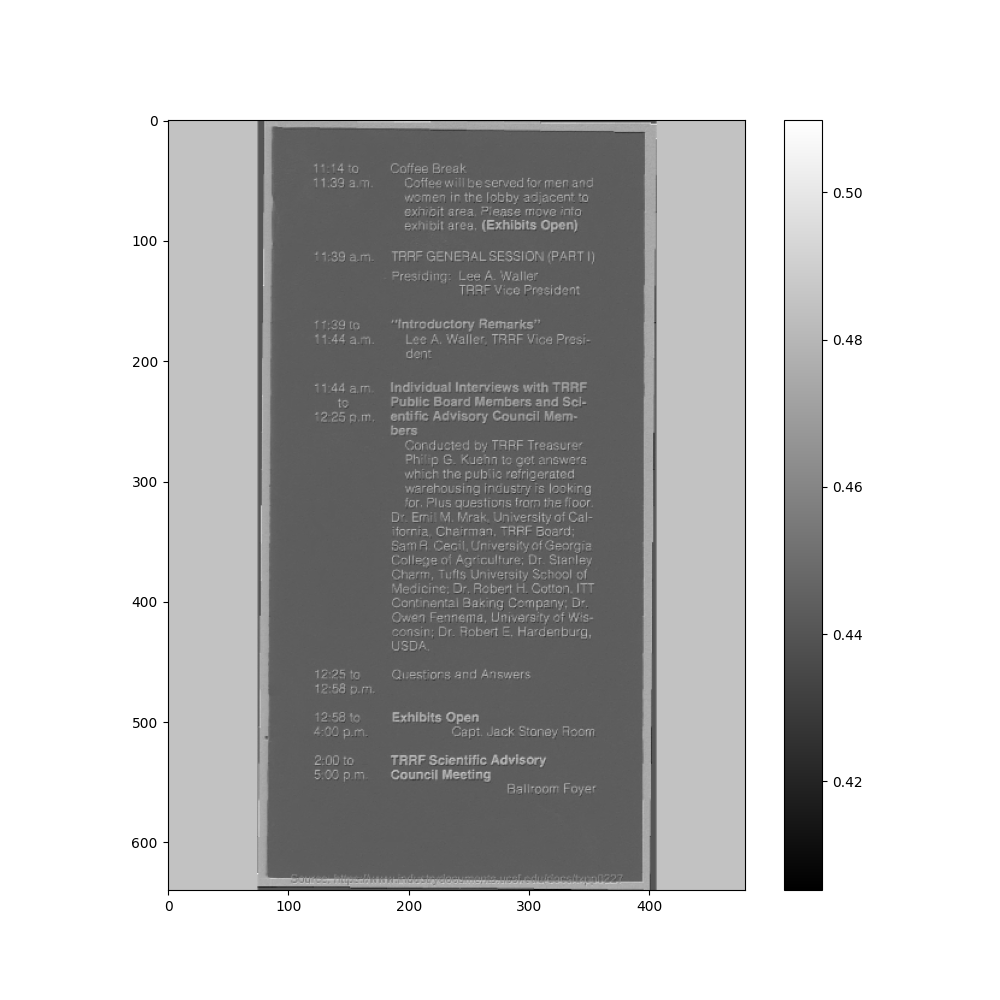 11:14 to Coffee Break
11:39 a.m. Coffee will be served for men and
women in the lobby adjacent to
exhibit area. Please move into
exhibit area. (Exhibits Open)
11:39 a.m. TRRF GENERAL SESSION (PART I)
Presiding: Lee A. Waller
TRRF Vice President
11:39 to "Introductory Remarks"
11:44 a.m. Lee A. Waller, TRRF Vice Presi-
dent
11:44 a.m. Individual Interviews with TRRF
to Public Board Members and Sci-
12:25 p.m. entific Advisory Council Mem-
bers
Conducted by TRRF Treasurer
Philip G. Kuehn to get answers
which the public refrigerated
warehousing industry is looking
for. Plus questions from the floor.
Dr. Emil M. Mrak, University of Cal-
ifornia, Chairman, TRRF Board;
Sam R. Cecil, University of Georgia
College of Agriculture; Dr. Stanley
Charm, Tufts University School of
Medicine; Dr. Robert H. Cotton, ITT
Continental Baking Company; Dr.
Owen Fennema, University of Wis-
consin; Dr. Robert E. Hardenburg,
USDA.
12:25 to Questions and Answers
12:58 p.m.
12:58 to Exhibits Open
4:00 p.m. Capt. Jack Stoney Room
2:00 to TRRF Scientific Advisory
5:00 p.m. Council Meeting
Ballroom Foyer
Source: https://www.industrydocuments.ucsf.edu/docs
0
100
200
300
400
500
600
0 100 200 300 400
0.50
0.48
0.46
0.44
0.42